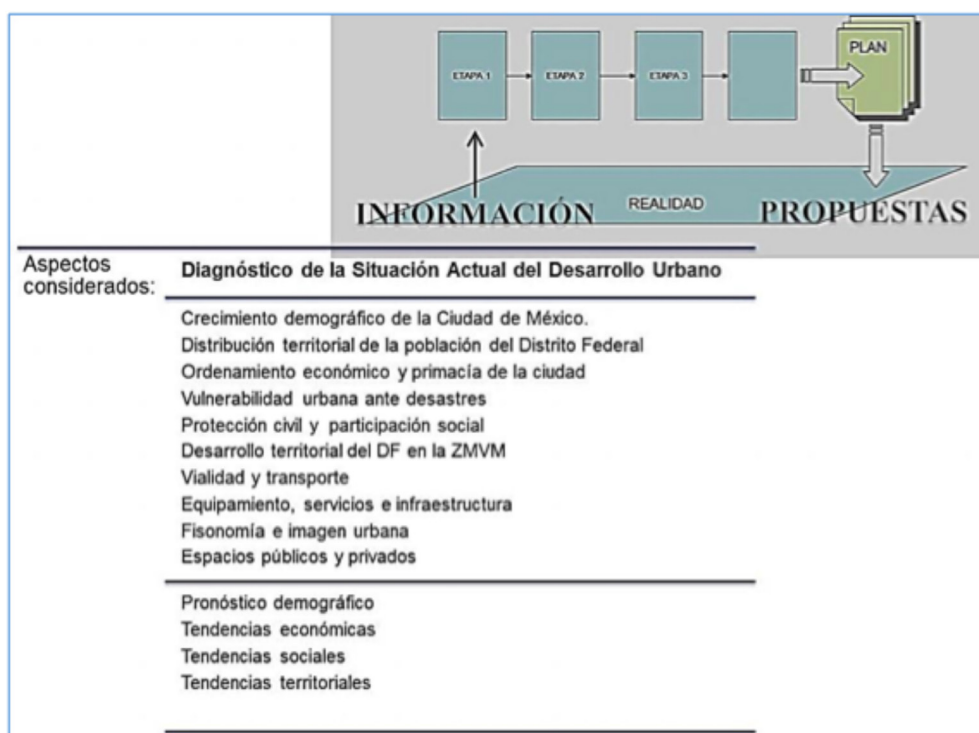 ETAPA 1
ETAPA 2
ETAPA 3
PLAN
INFORMACIÓN
REALIDAD
PROPUESTAS
Aspectos
considerados:
Diagnóstico de la Situación Actual del Desarrollo Urbano
Crecimiento demográfico de la Ciudad de México.
Distribución territorial de la población del Distrito Federal
Ordenamiento económico y primacía de la ciudad
Vulnerabilidad urbana ante desastres
Protección civil y participación social
Desarrollo territorial del DF en la ZMVM
Vialidad y transporte
Equipamiento, servicios e infraestructura
Fisonomía e imagen urbana
Espacios públicos y privados
Pronóstico demográfico
Tendencias económicas
Tendencias sociales
Tendencias territoriales